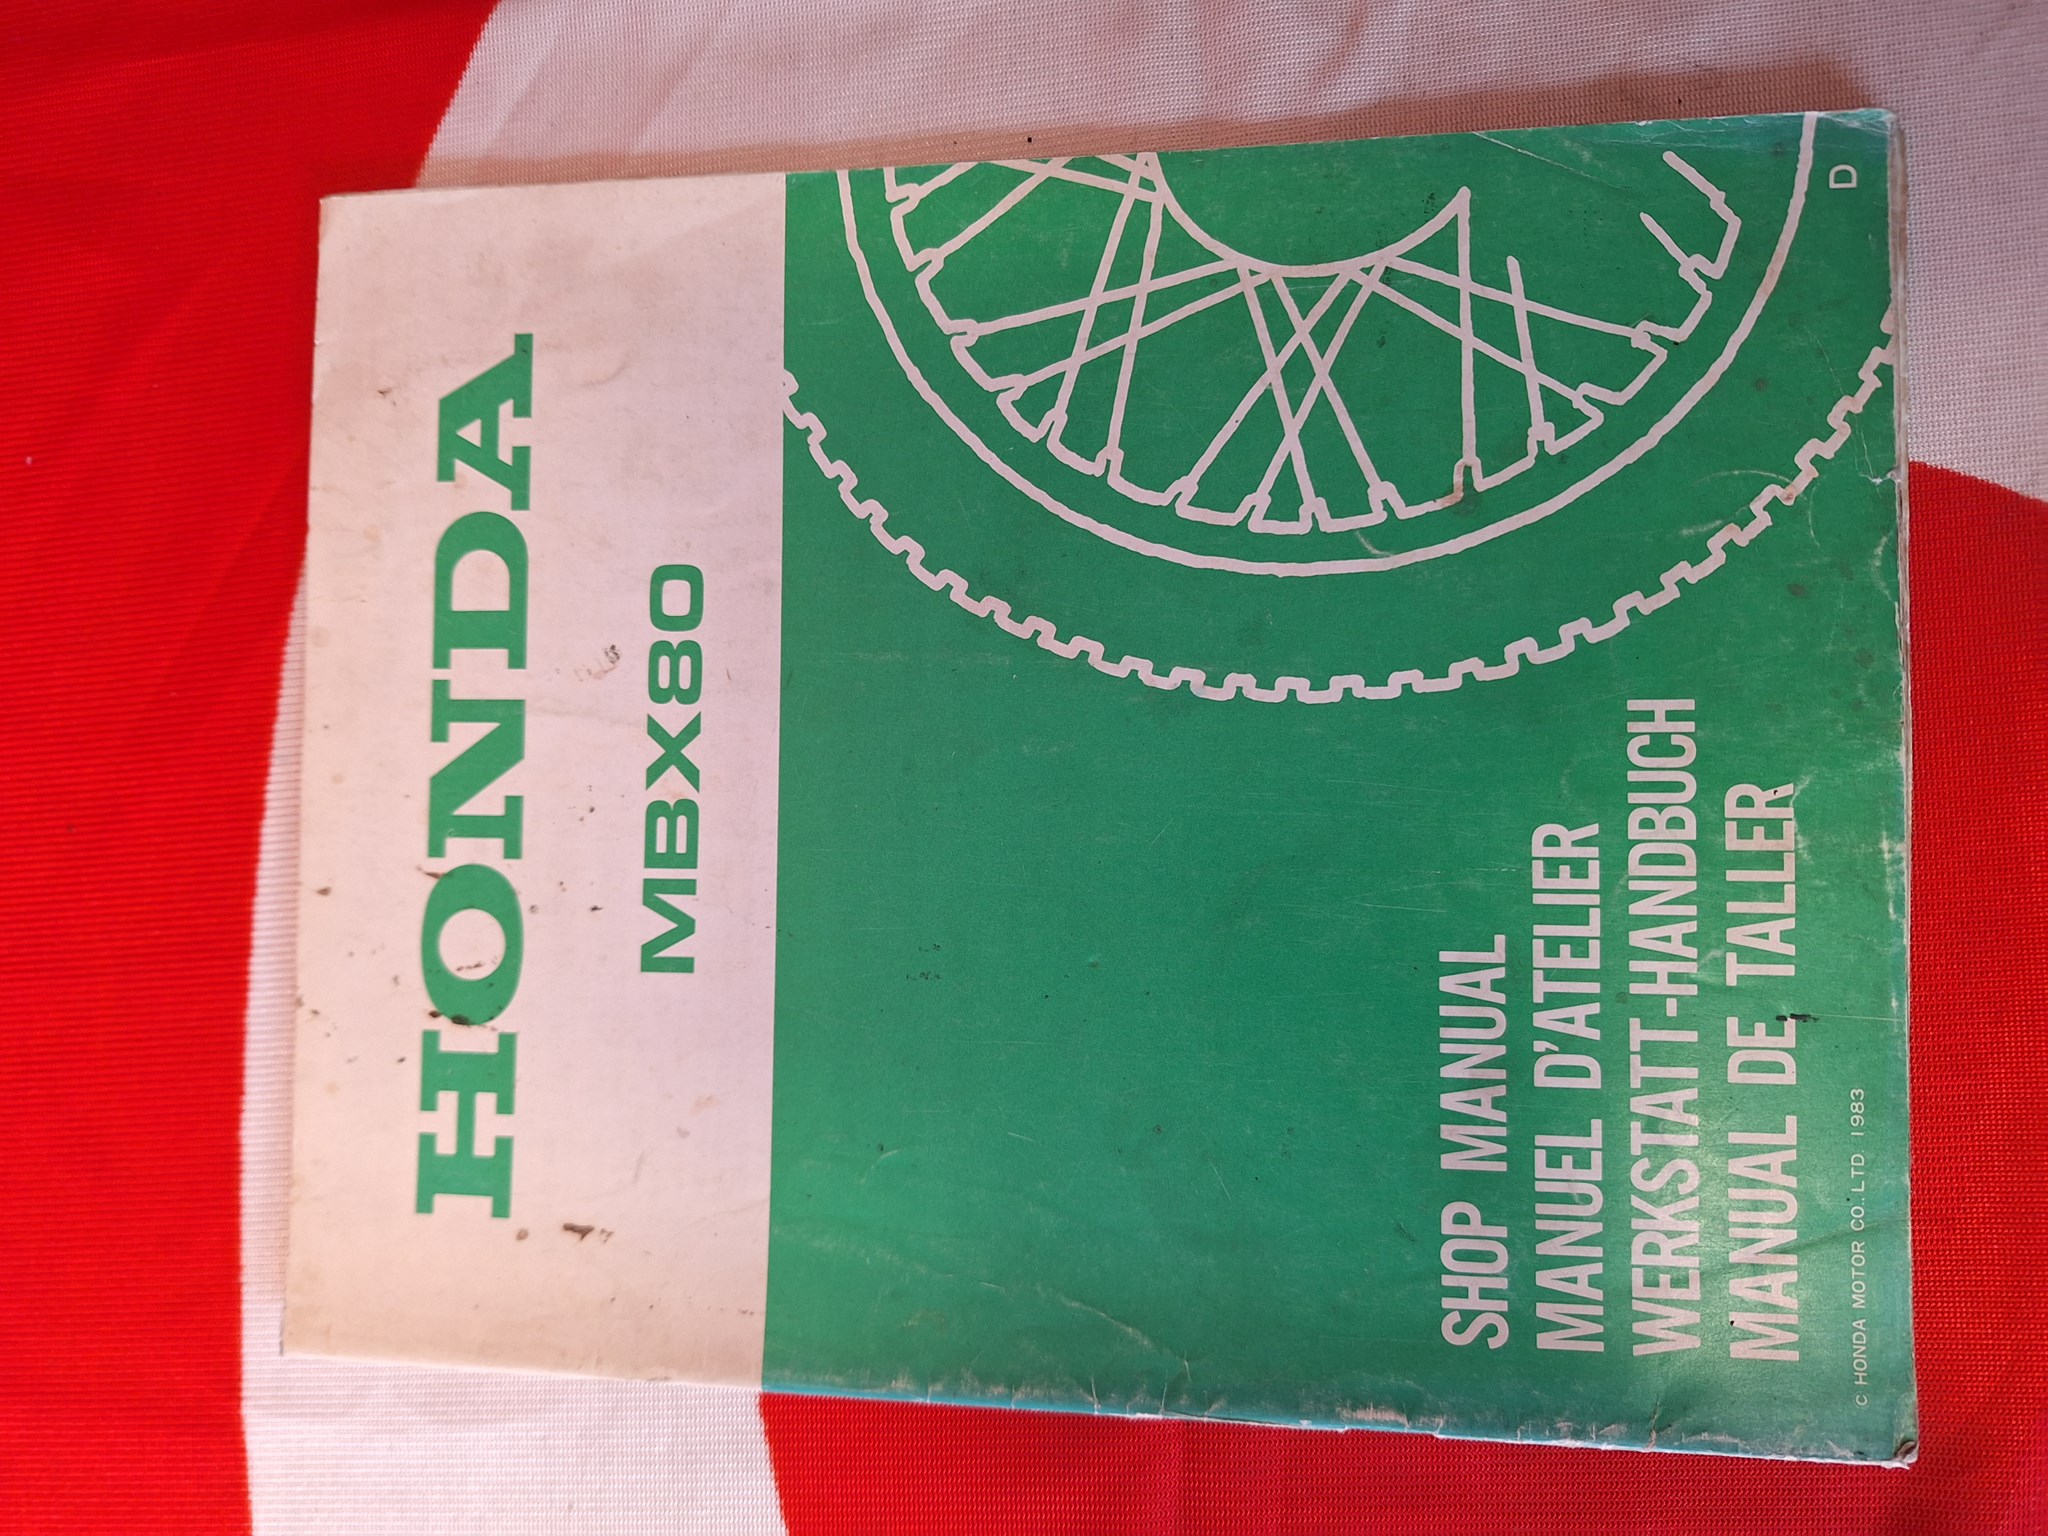 HONDA
MBX80
SHOP MANUAL
MANUEL D'ATELIER
WERKSTATT-HANDBUCH
MANUAL DE TALLER
C HONDA MOTOR CO., LTD. 1983
D